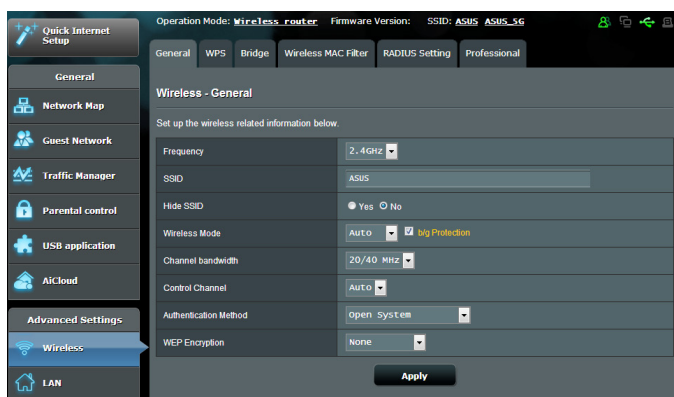 Quick Internet Setup
Operation Mode: Wireless router Firmware Version: SSID: ASUS ASUS_5G
General WPS Bridge Wireless MAC Filter RADIUS Setting Professional
General
Network Map
Guest Network
Traffic Manager
Parental control
USB application
AiCloud
Advanced Settings
Wireless
LAN
Wireless - General
Set up the wireless related information below.
Frequency 2.4GHz
SSID ASUS
Hide SSID Yes No
Wireless Mode Auto b/g Protection
Channel bandwidth 20/40 MHz
Control Channel Auto
Authentication Method Open System
WEP Encryption None
Apply